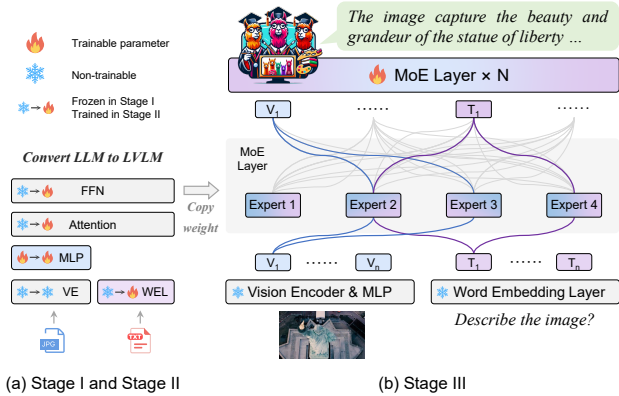 Trainable parameter
Non-trainable
Frozen in Stage I
Trained in Stage II
Convert LLM to LVLM
FFN
Attention
MLP
VE
WEL
JPG
TXT
(a) Stage I and Stage II
Copy
weight
The image capture the beauty and
grandeur of the statue of liberty ...
MoE Layer × N
V1
......
T1
......
MoE
Layer
Expert 1
Expert 2
Expert 3
Expert 4
V1
......
Vn
T1
......
Tn
Vision Encoder & MLP
Word Embedding Layer
Describe the image?
(b) Stage III